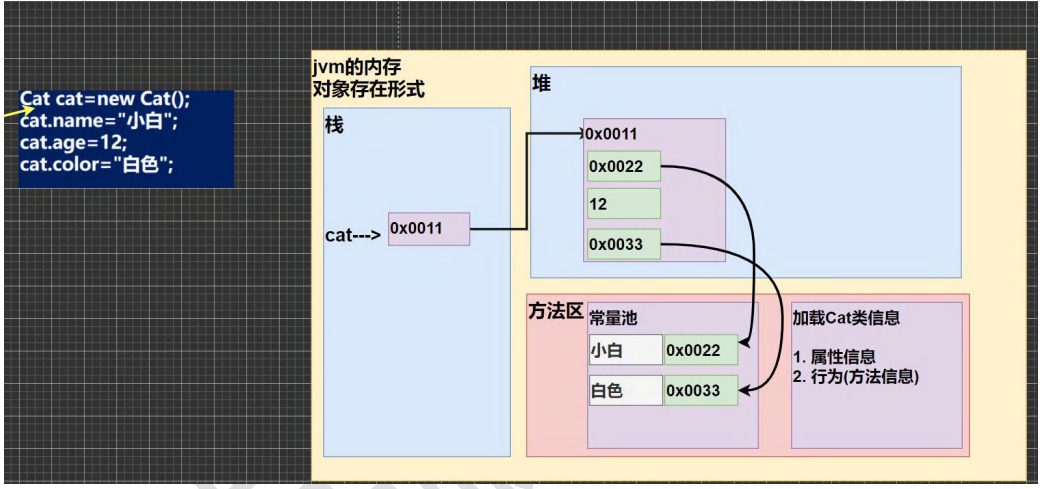 Cat cat=new Cat();
cat.name="小白";
cat.age=12;
cat.color="白色";
jvm的内存
对象存在形式
栈
cat--->
0x0011
堆
0x0011
0x0022
12
0x0033
方法区
常量池
小白
0x0022
白色
0x0033
加载Cat类信息
1. 属性信息
2. 行为(方法信息)